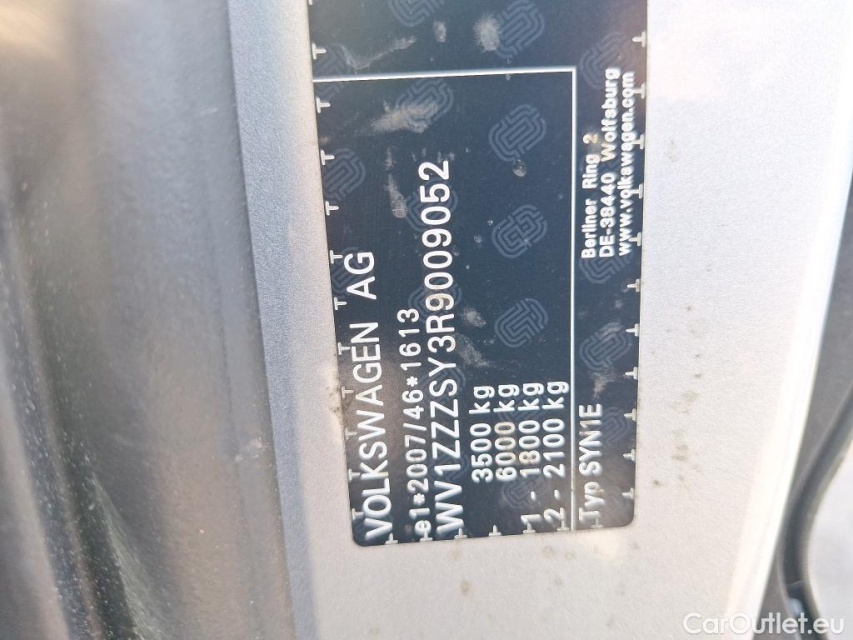 VOLKSWAGEN AG
e1*2007/46*1613
WV1ZZZSY3R9009052
3500 kg
6000 kg
1 - 1800 kg
2 - 2100 kg
Typ SYN1E
Berliner Ring 2
DE-38440 Wolfsburg
www.volkswagen.com
CarOutlet.eu